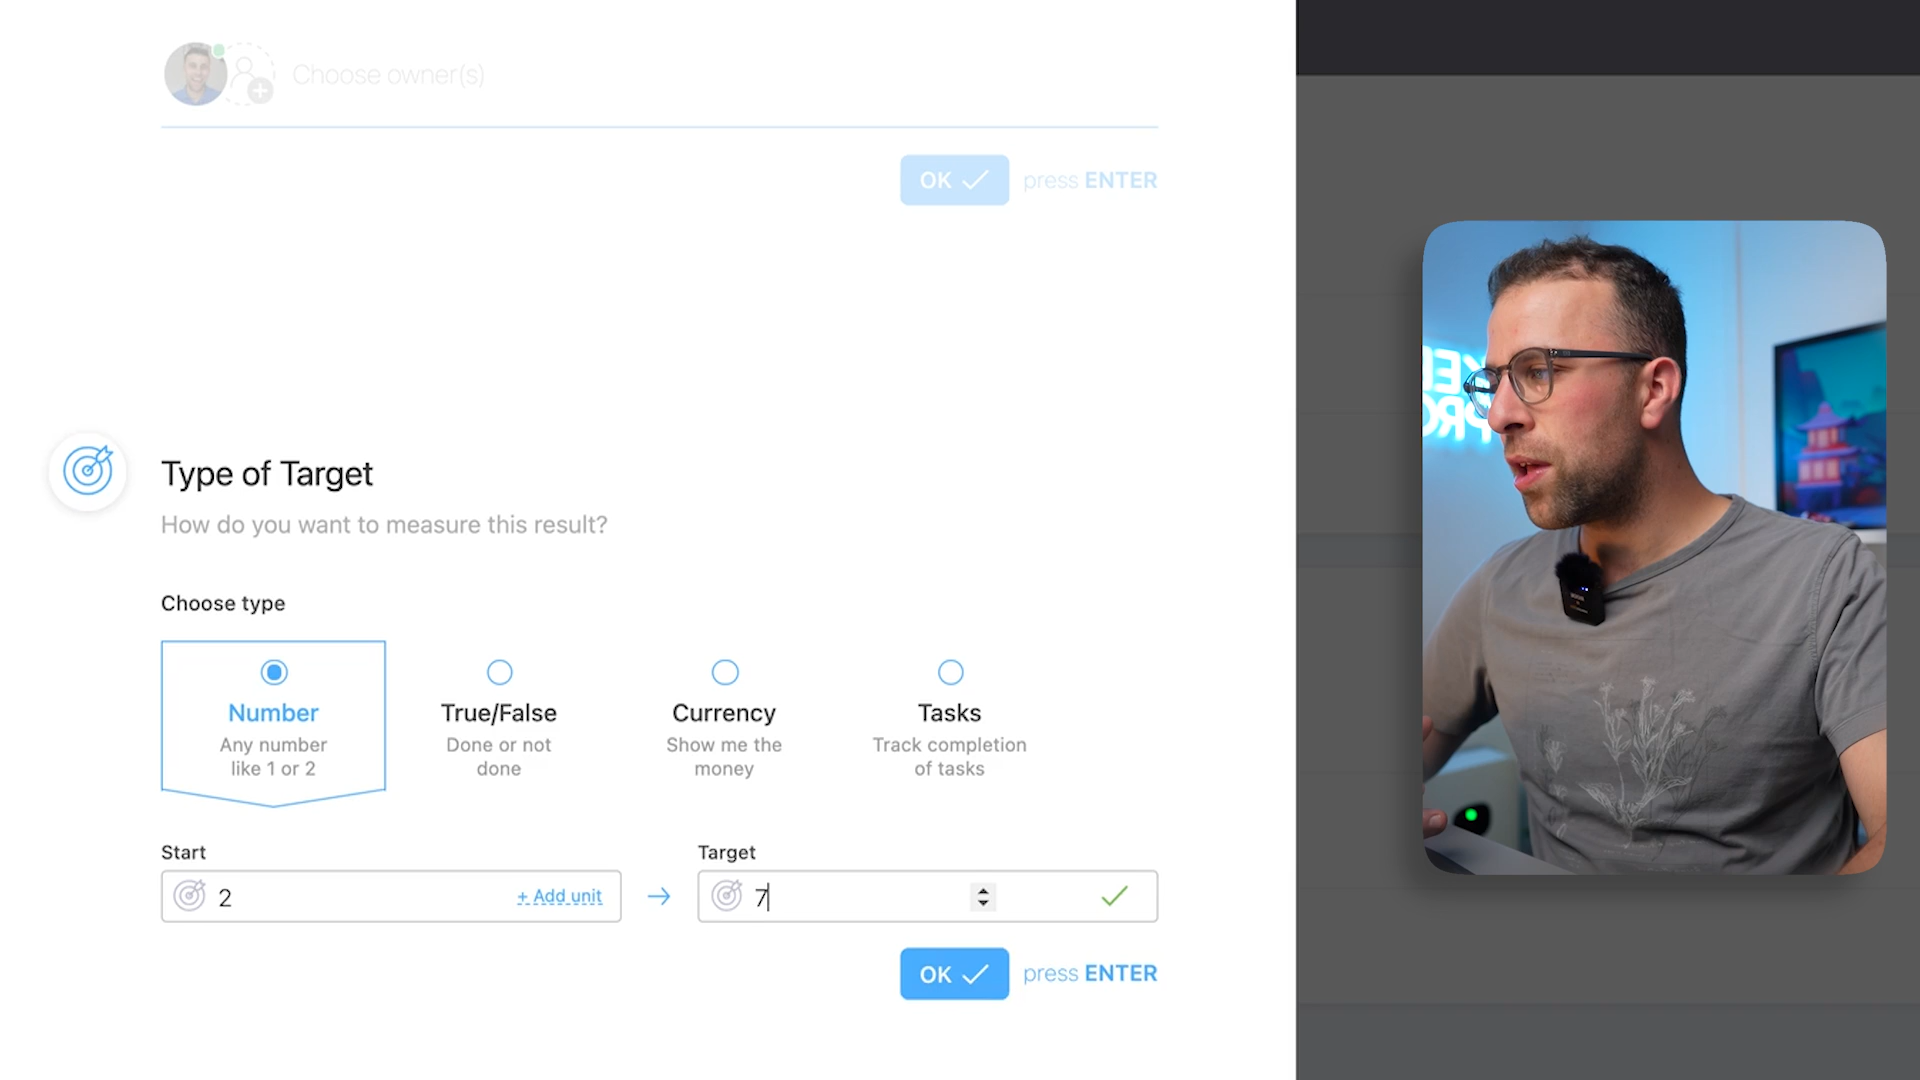 Choose owner(s)
OK press ENTER
Type of Target
How do you want to measure this result?
Choose type
Number
Any number
like 1 or 2
True/False
Done or not
done
Currency
Show me the
money
Tasks
Track completion
of tasks
Start
2
+ Add unit
Target
7
OK press ENTER